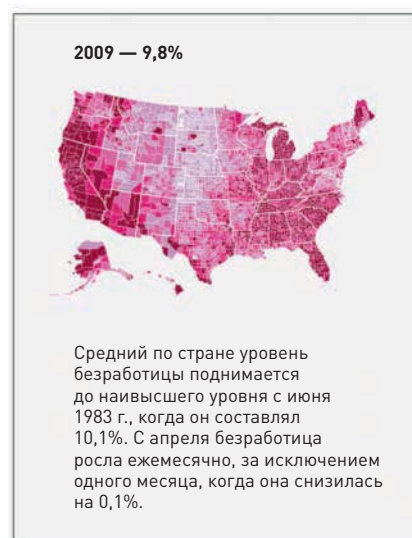 2009 — 9,8%
Средний по стране уровень
безработицы поднимается
до наивысшего уровня с июня
1983 г., когда он составлял
10,1%. С апреля безработица
росла ежемесячно, за исключением
одного месяца, когда она снизилась
на 0,1%.